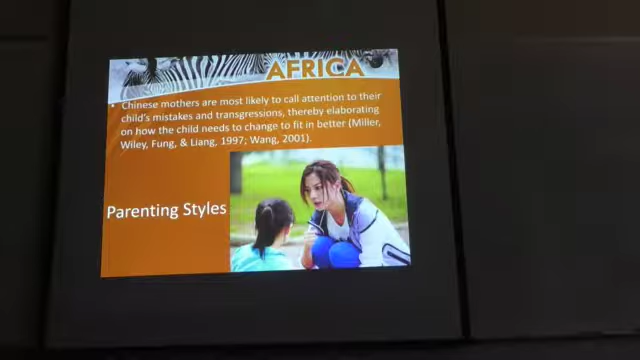 AFRICA
• Chinese mothers are most likely to call attention to their
child's mistakes and transgressions, thereby elaborating
on how the child needs to change to fit in better (Miller,
Wiley, Fung, & Liang, 1997; Wang, 2001).
Parenting Styles